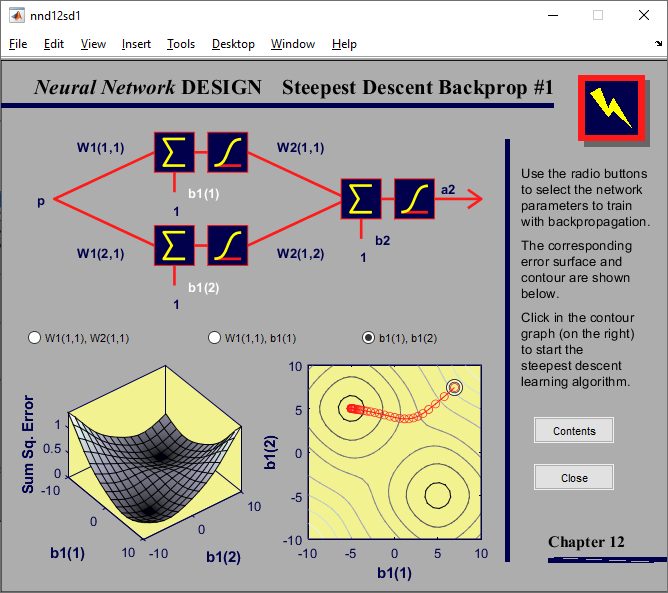 nnd12sd1
File Edit View Insert Tools Desktop Window Help
Neural Network DESIGN Steepest Descent Backprop #1
W1(1,1)
W2(1,1)
b1(1)
1
p
a2
b2
1
W1(2,1)
W2(1,2)
b1(2)
1
Use the radio buttons
to select the network
parameters to train
with backpropagation.
The corresponding
error surface and
contour are shown
below.
Click in the contour
graph (on the right)
to start the
steepest descent
learning algorithm.
W1(1,1), W2(1,1)
W1(1,1), b1(1)
b1(1), b1(2)
Sum Sq. Error
1
0.5
0
-10
0
10
b1(1)
-10
0
10
b1(2)
10
5
0
-5
-10
b1(2)
-10 -5 0 5 10
b1(1)
Contents
Close
Chapter 12